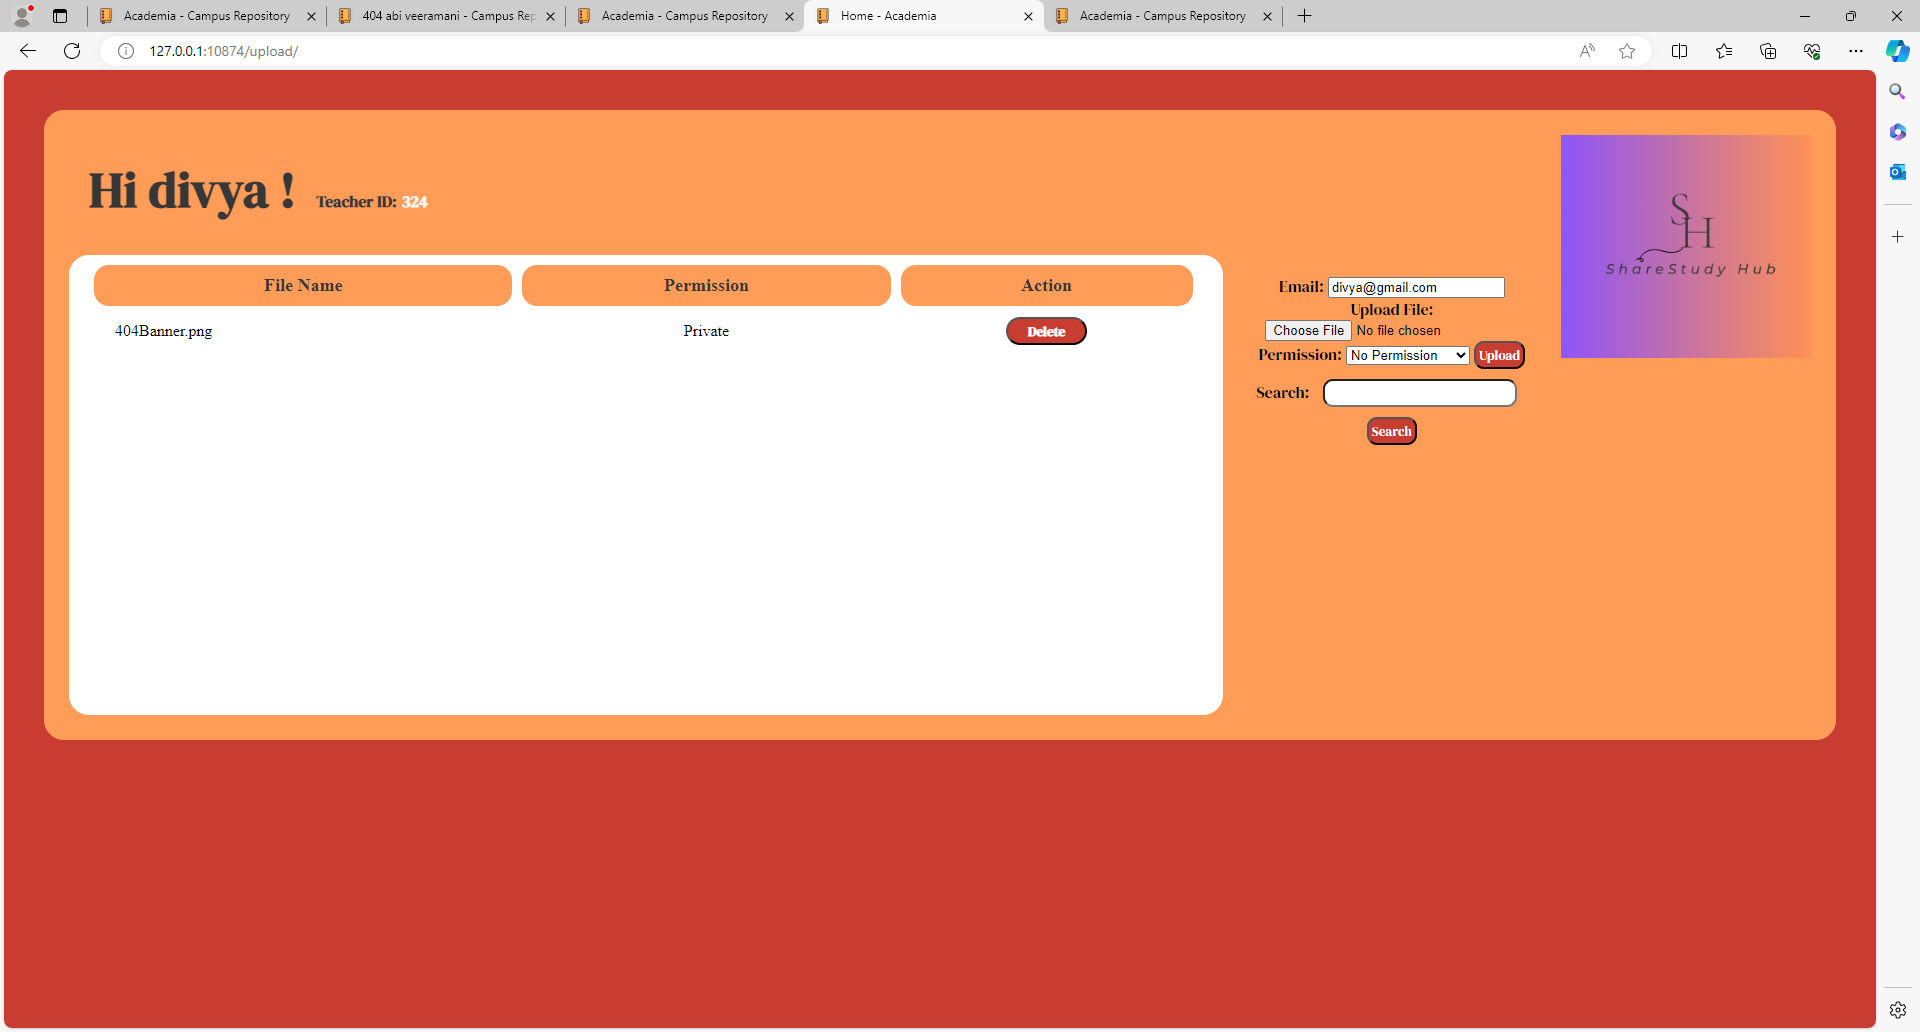 Academia - Campus Repository
404 abi veeramani - Campus Rep
Academia - Campus Repository
Home - Academia
Academia - Campus Repository
127.0.0.1:10874/upload/
Hi divya !
Teacher ID: 324
SH
ShareStudy Hub
File Name Permission Action
404Banner.png Private Delete
Email: divya@gmail.com
Upload File:
Choose File No file chosen
Permission: No Permission Upload
Search:
Search